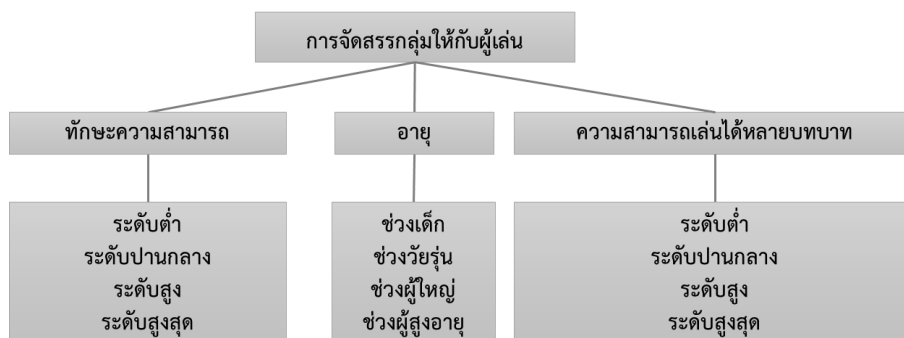 การจัดสรรกลุ่มให้กับผู้เล่น
ทักษะความสามารถ
อายุ
ความสามารถเล่นได้หลายบทบาท
ระดับต่ำ
ระดับปานกลาง
ระดับสูง
ระดับสูงสุด
ช่วงเด็ก
ช่วงวัยรุ่น
ช่วงผู้ใหญ่
ช่วงผู้สูงอายุ
ระดับต่ำ
ระดับปานกลาง
ระดับสูง
ระดับสูงสุด